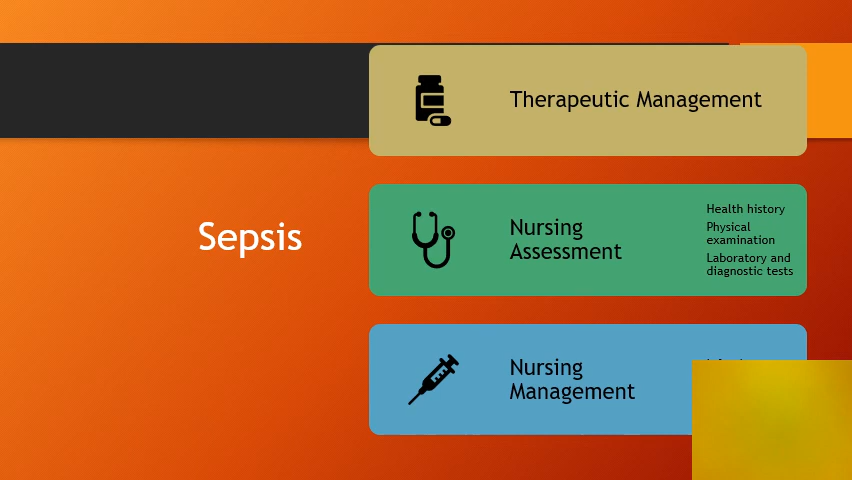 Sepsis
Therapeutic Management
Nursing
Assessment
Health history
Physical
examination
Laboratory and
diagnostic tests
Nursing
Management